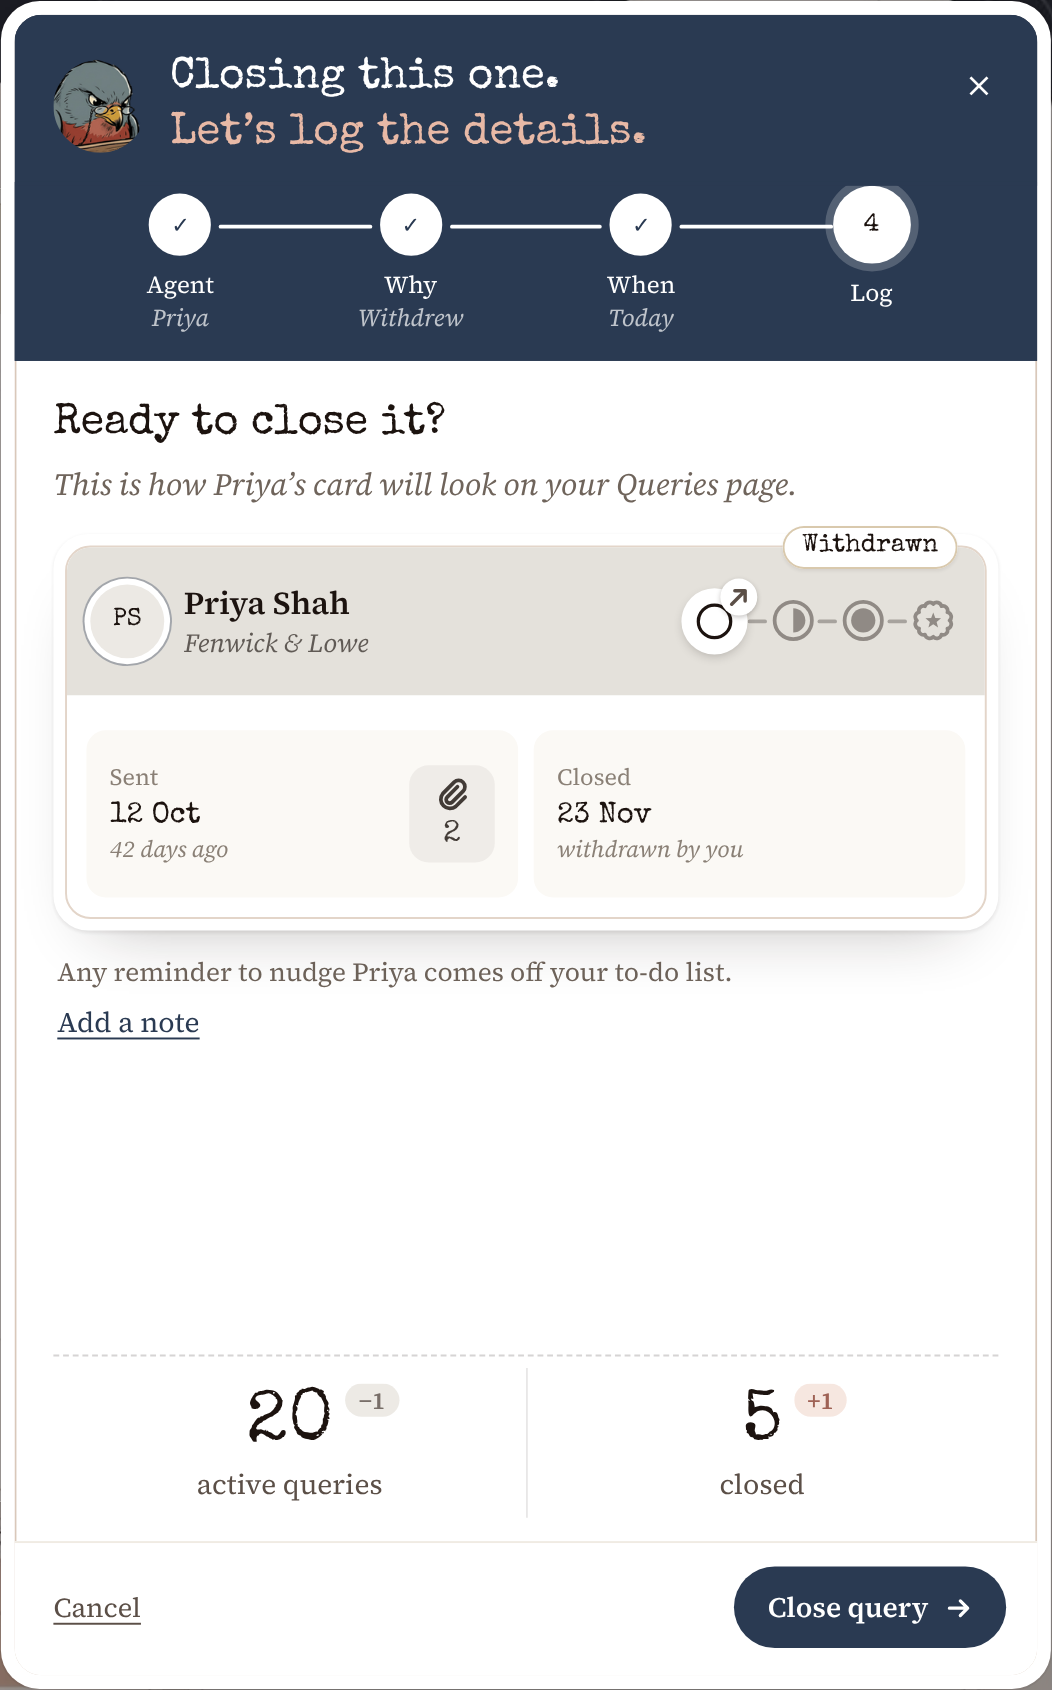 Closing this one.
Let's log the details.
✓ ✓ ✓ 4
Agent Why When Log
Priya Withdrew Today
Ready to close it?
This is how Priya's card will look on your Queries page.
Withdrawn
PS
Priya Shah
Fenwick & Lowe
Sent
12 Oct
42 days ago
2
Closed
23 Nov
withdrawn by you
Any reminder to nudge Priya comes off your to-do list.
Add a note
20 −1
active queries
5 +1
closed
Cancel
Close query →